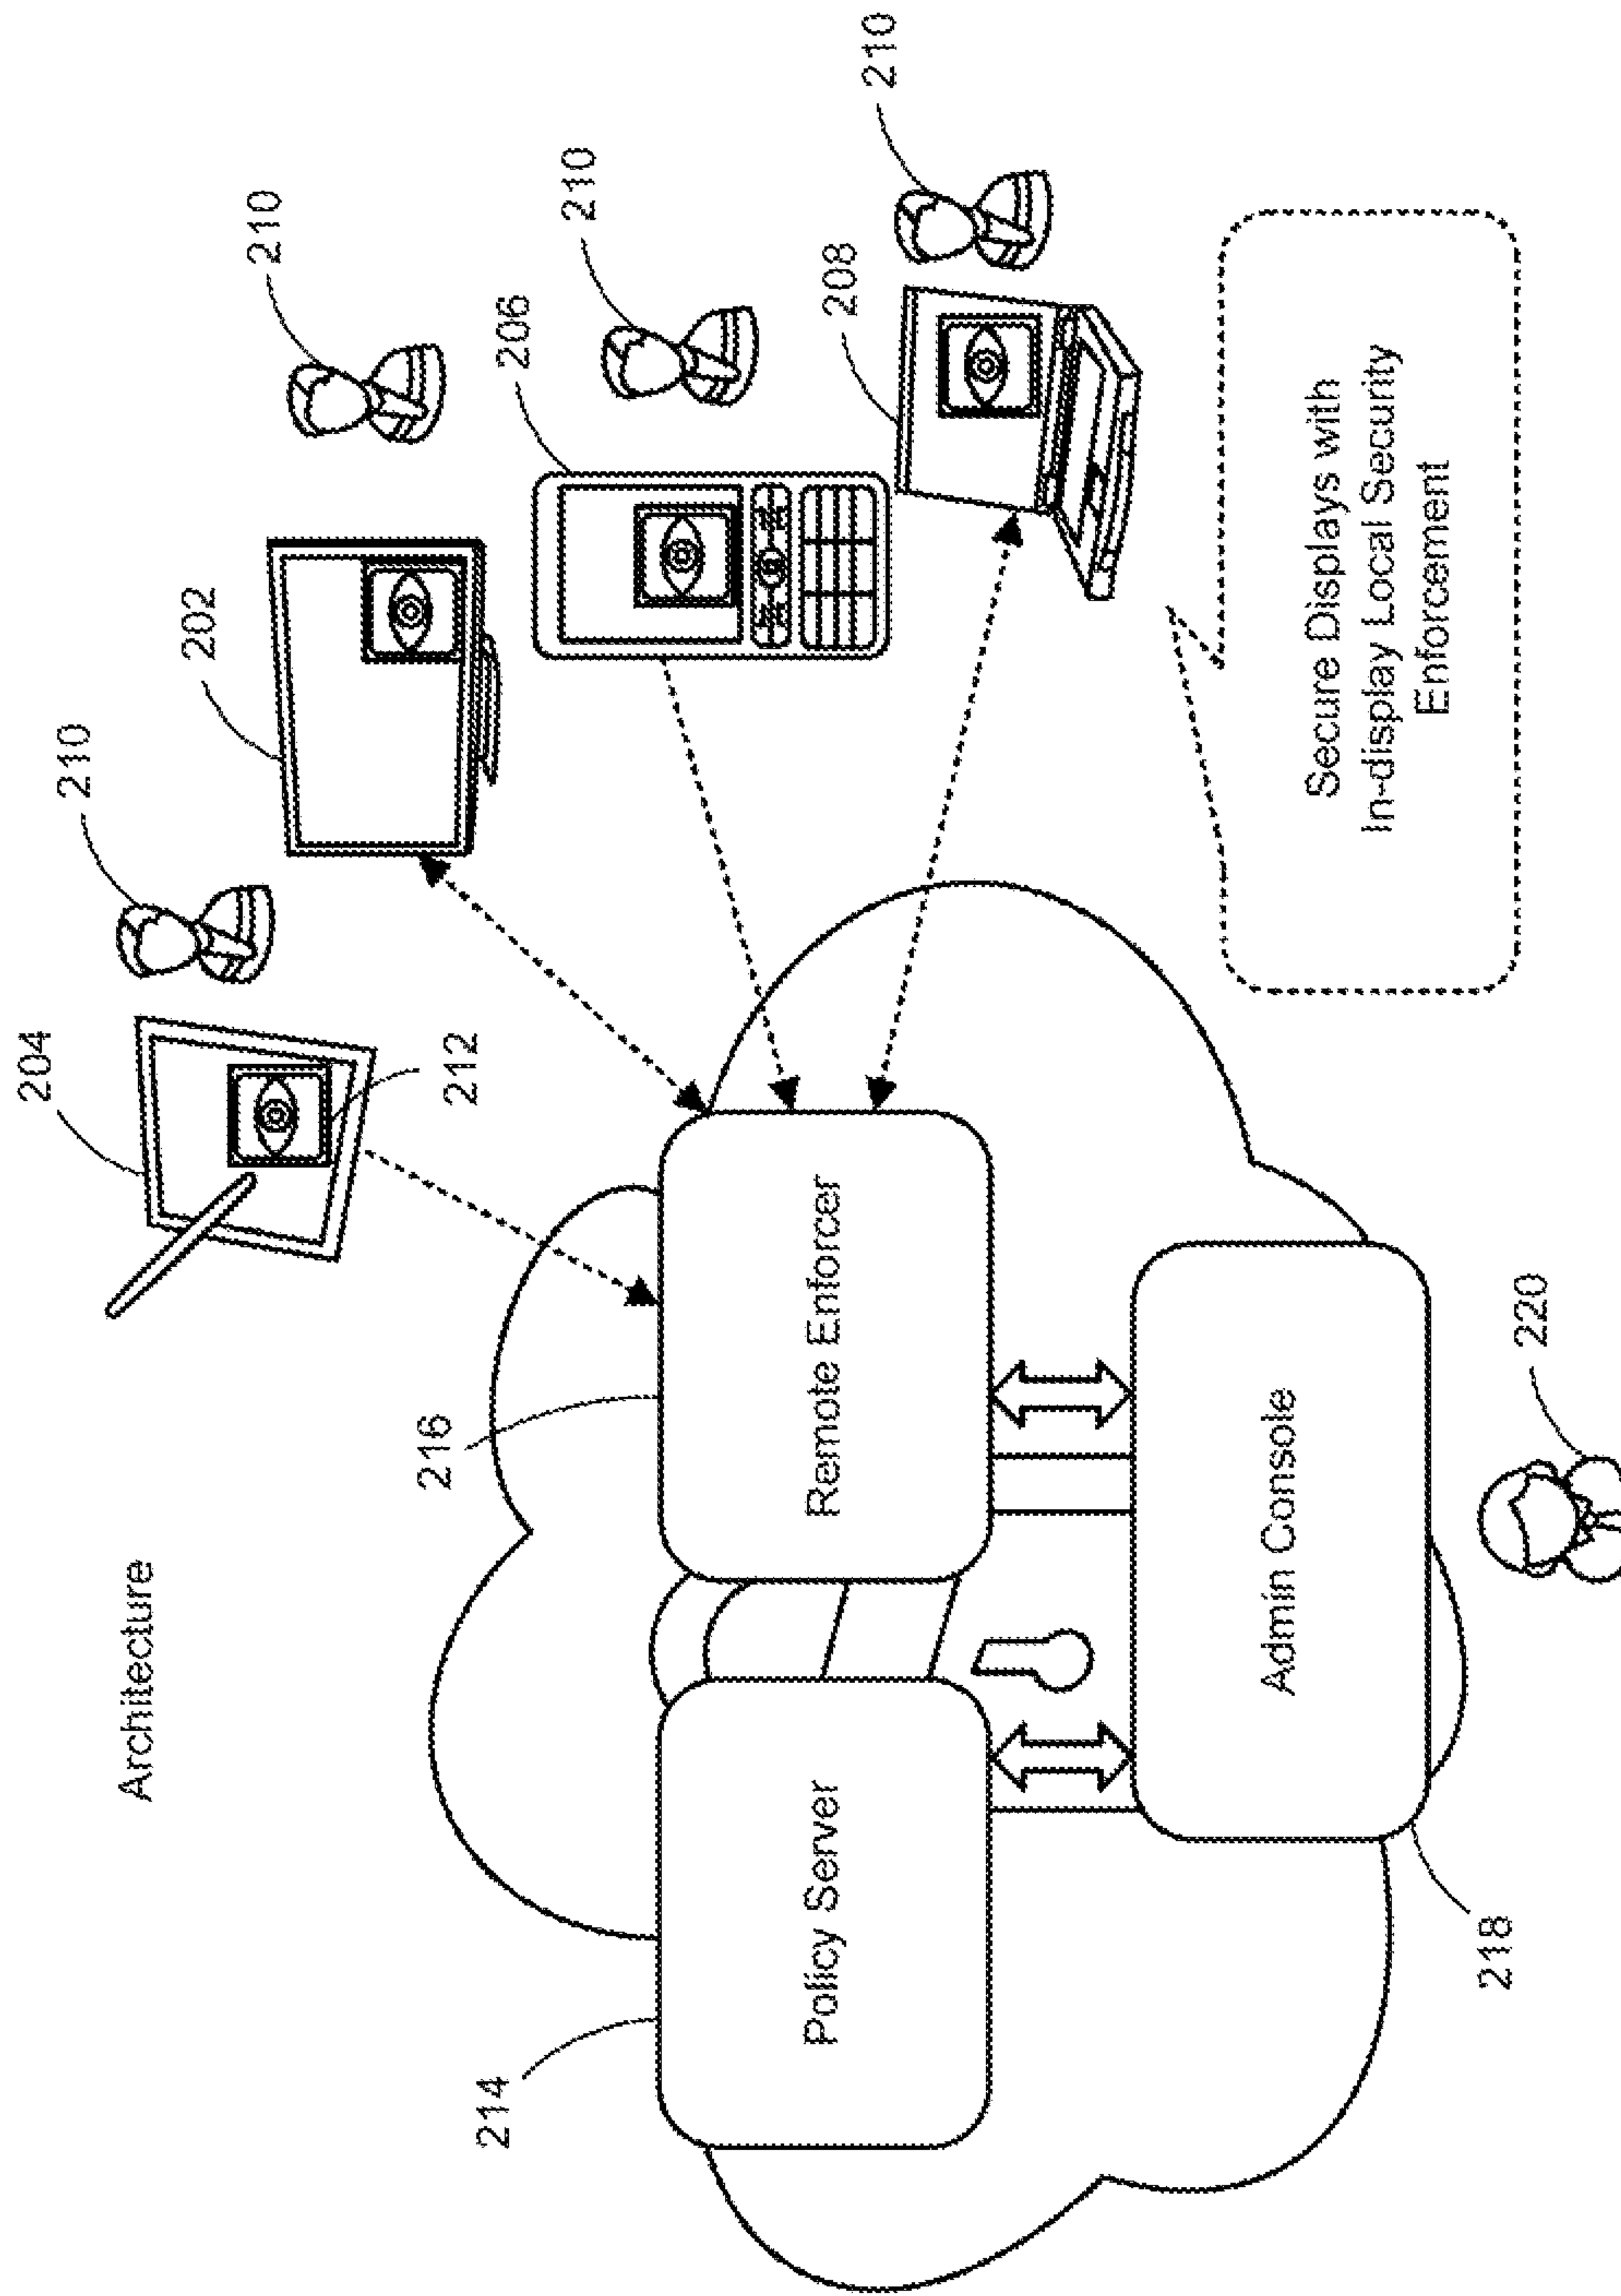 Architecture
204
210
202
210
212
206
210
216
208
210
214
Policy Server
Remote Enforcer
Admin Console
218
220
Secure Displays with
In-display Local Security
Enforcement